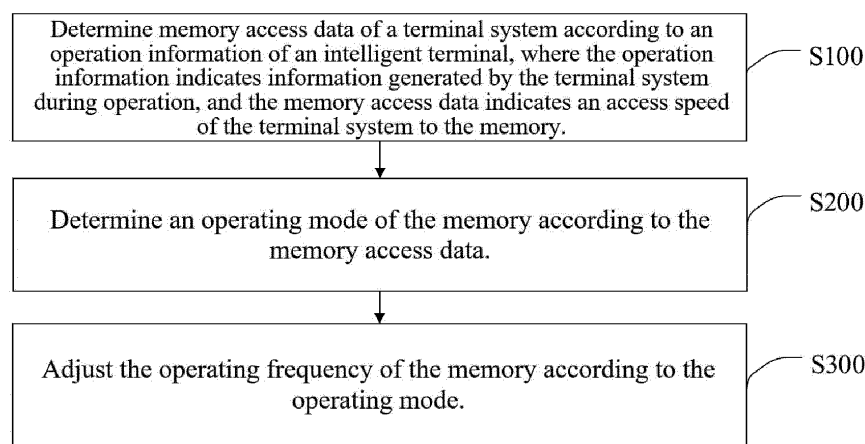 Determine memory access data of a terminal system according to an
operation information of an intelligent terminal, where the operation
information indicates information generated by the terminal system
during operation, and the memory access data indicates an access speed
of the terminal system to the memory.
S100
Determine an operating mode of the memory according to the
memory access data.
S200
Adjust the operating frequency of the memory according to the
operating mode.
S300